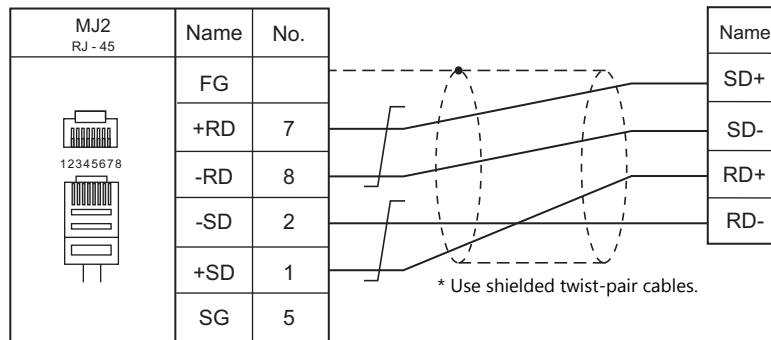 MJ2 Name No. Name
RJ - 45
FG
SD+
+RD 7
SD-
12345678
-RD 8
RD+
-SD 2
RD-
+SD 1
* Use shielded twist-pair cables.
SG 5